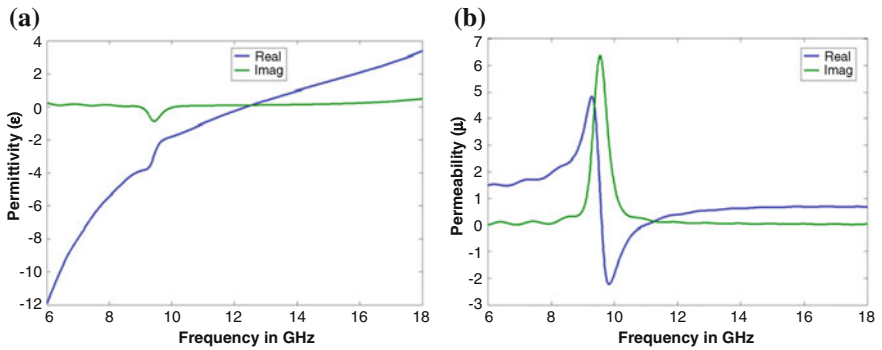 (a)
4
2
0
-2
-4
-6
-8
-10
-12
Permittivity (ε)
Real
Imag
6 8 10 12 14 16 18
Frequency in GHz
(b)
7
6
5
4
3
2
1
0
-1
-2
-3
Permeability (μ)
Real
Imag
6 8 10 12 14 16 18
Frequency in GHz